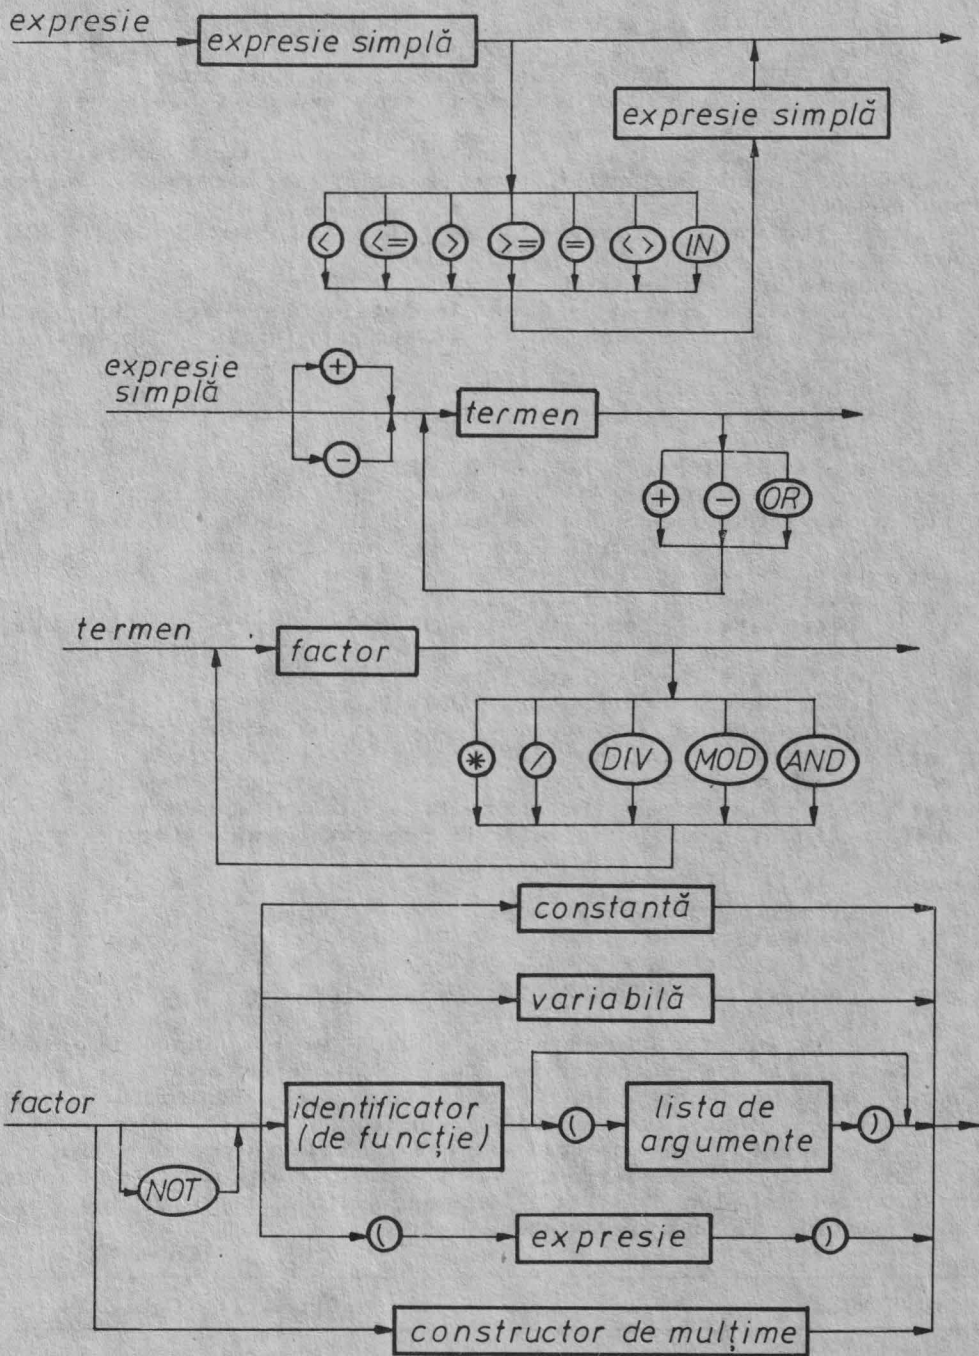 expresie
expresie simplă
expresie simplă
< <= > >= = <> IN
expresie
simplă
+
termen
-
+ - OR
termen
factor
* / DIV MOD AND
constantă
variabilă
factor
identificator
(de funcție)
(
lista de
argumente
)
NOT
(
expresie
)
constructor de mulțime